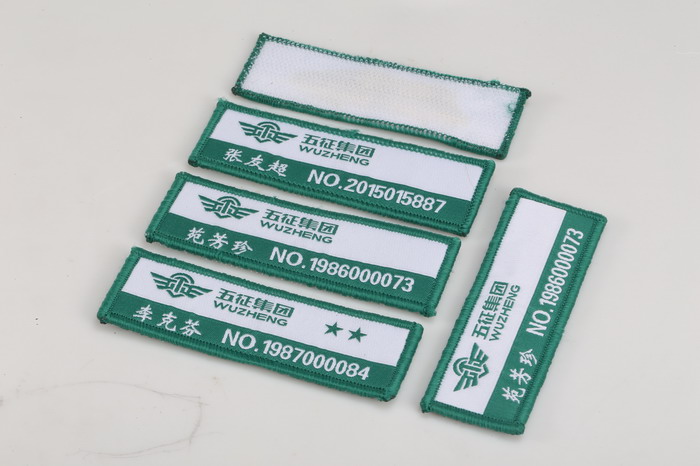 五征集团
WUZHENG
张友超 NO.2015015887
五征集团
WUZHENG
苑芳珍 NO.1986000073
五征集团
WUZHENG
李克芬 NO.1987000084
五征集团
WUZHENG
苑芳珍 NO.1986000073